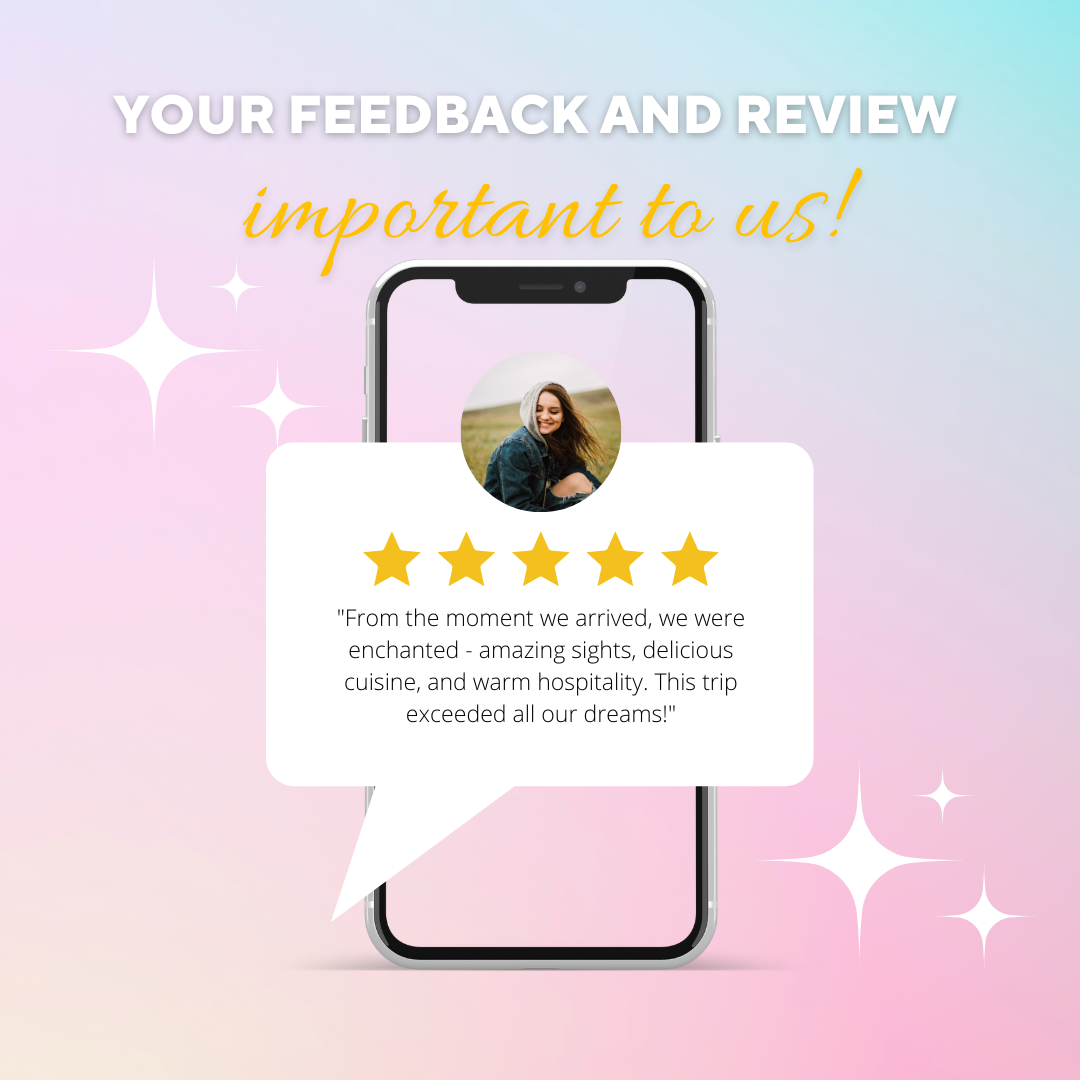 YOUR FEEDBACK AND REVIEW
important to us!
"From the moment we arrived, we were
enchanted - amazing sights, delicious
cuisine, and warm hospitality. This trip
exceeded all our dreams!"